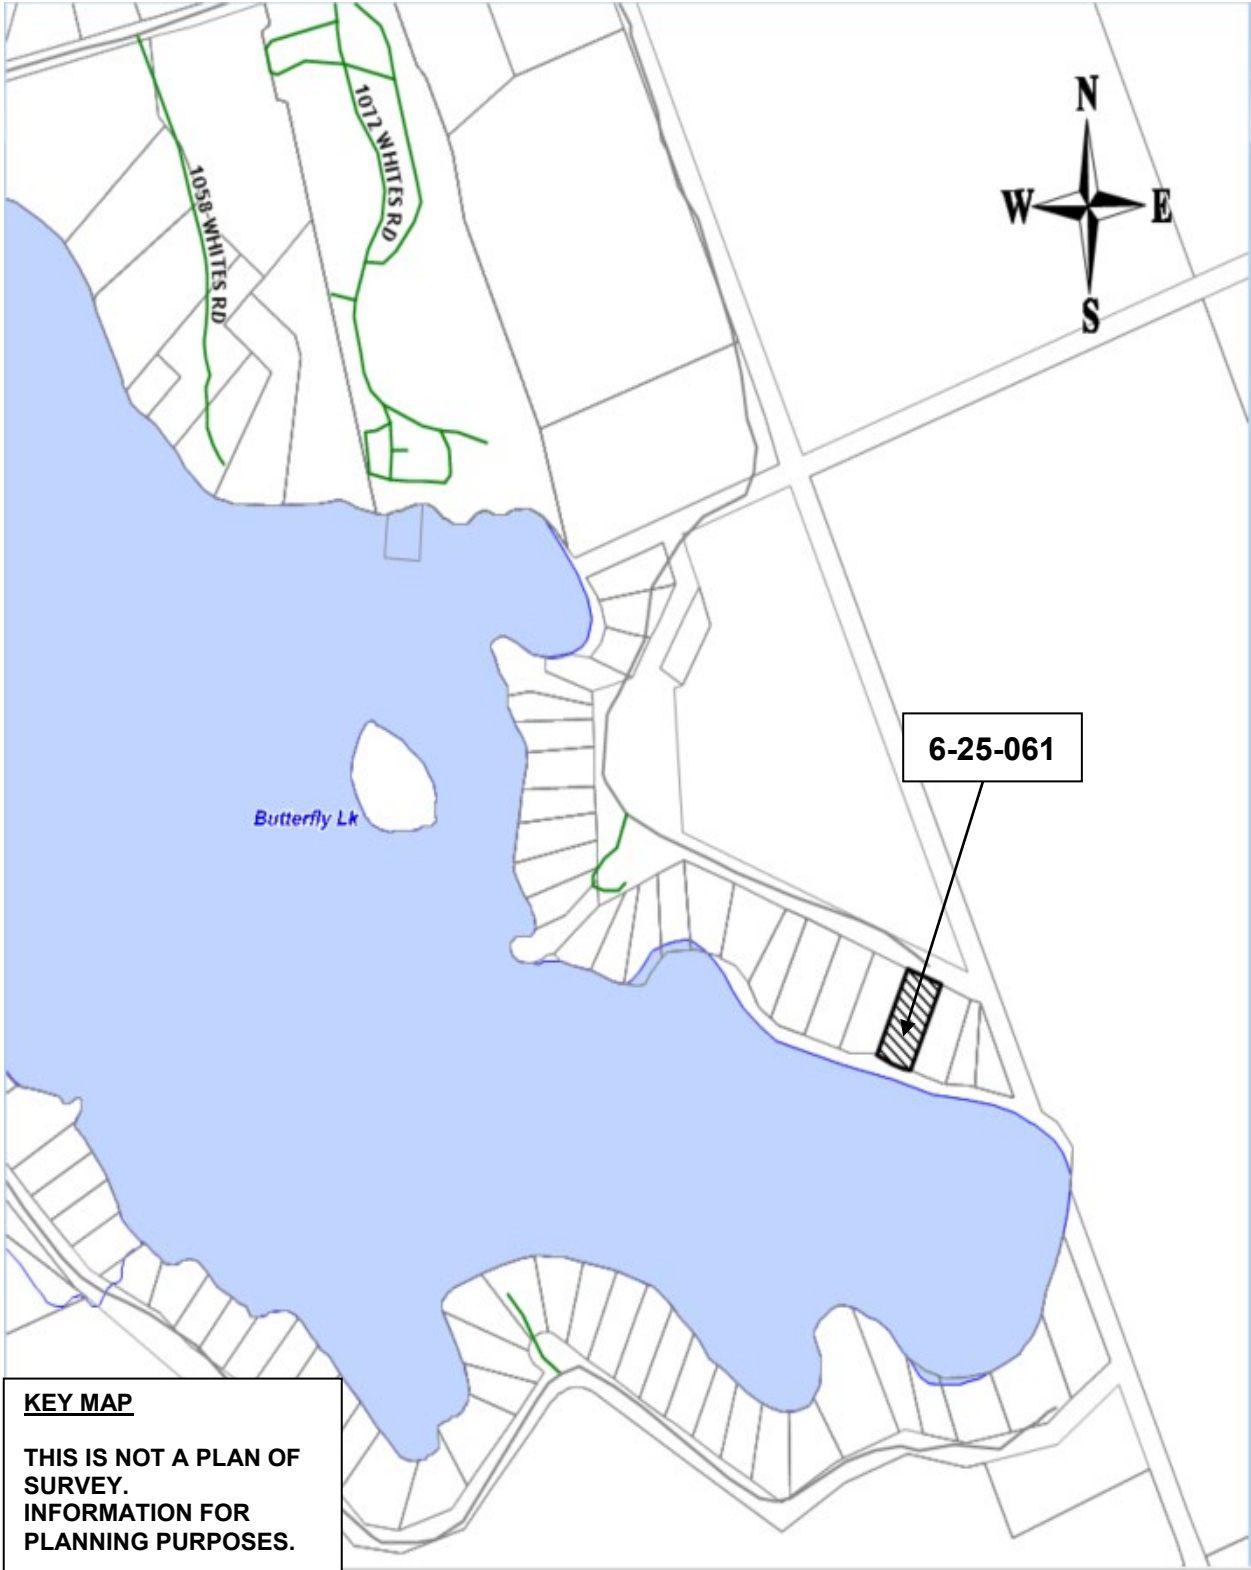 1072 WHITES RD
1058 WHITES RD
N
W E
S
6-25-061
Butterfly Lk
KEY MAP
THIS IS NOT A PLAN OF
SURVEY.
INFORMATION FOR
PLANNING PURPOSES.